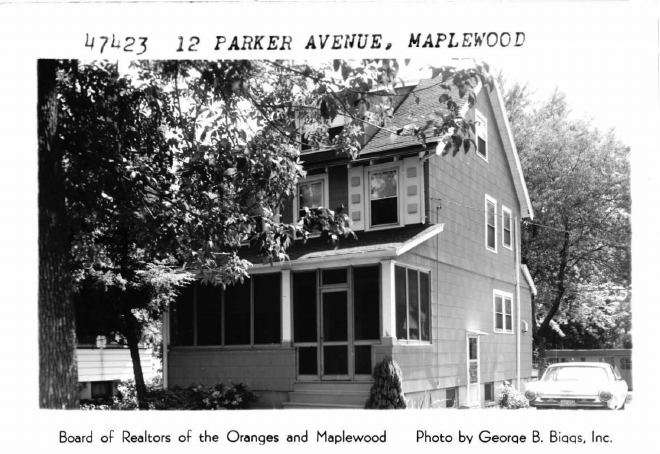 47423 12 PARKER AVENUE, MAPLEWOOD
Board of Realtors of the Oranges and Maplewood Photo by George B. Biggs, Inc.